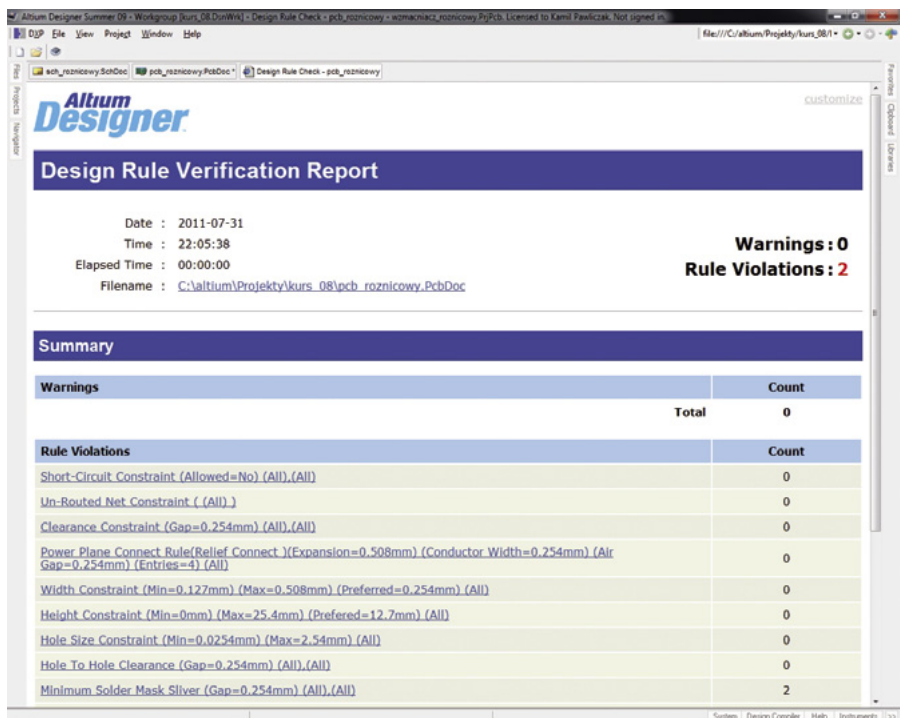 Altium Designer Summer 09 - Workgroup [kurs_08.DsnWrk] - Design Rule Check - pcb_roznicowy - wzmacniacz_roznicowy.PrjPcb. Licensed to Kamil Pawliczak. Not signed in.
DXP File View Project Window Help file:///C:/altium/Projekty/kurs_08/1
sch_roznicowy.SchDoc pcb_roznicowy.PcbDoc * Design Rule Check - pcb_roznicowy
Files
Projects
Navigator
Favorites
Clipboard
Libraries
Altium
Designer
customize
Design Rule Verification Report
Date : 2011-07-31
Time : 22:05:38
Elapsed Time : 00:00:00
Filename : C:\altium\Projekty\kurs_08\pcb_roznicowy.PcbDoc
Warnings : 0
Rule Violations : 2
Summary
Warnings Count
Total 0
Rule Violations Count
Short-Circuit Constraint (Allowed=No) (All),(All) 0
Un-Routed Net Constraint ( (All) ) 0
Clearance Constraint (Gap=0.254mm) (All),(All) 0
Power Plane Connect Rule(Relief Connect )(Expansion=0.508mm) (Conductor Width=0.254mm) (Air
Gap=0.254mm) (Entries=4) (All) 0
Width Constraint (Min=0.127mm) (Max=0.508mm) (Preferred=0.254mm) (All) 0
Height Constraint (Min=0mm) (Max=25.4mm) (Prefered=12.7mm) (All) 0
Hole Size Constraint (Min=0.0254mm) (Max=2.54mm) (All) 0
Hole To Hole Clearance (Gap=0.254mm) (All),(All) 0
Minimum Solder Mask Sliver (Gap=0.254mm) (All),(All) 2
System Design Compiler Help Instruments >>